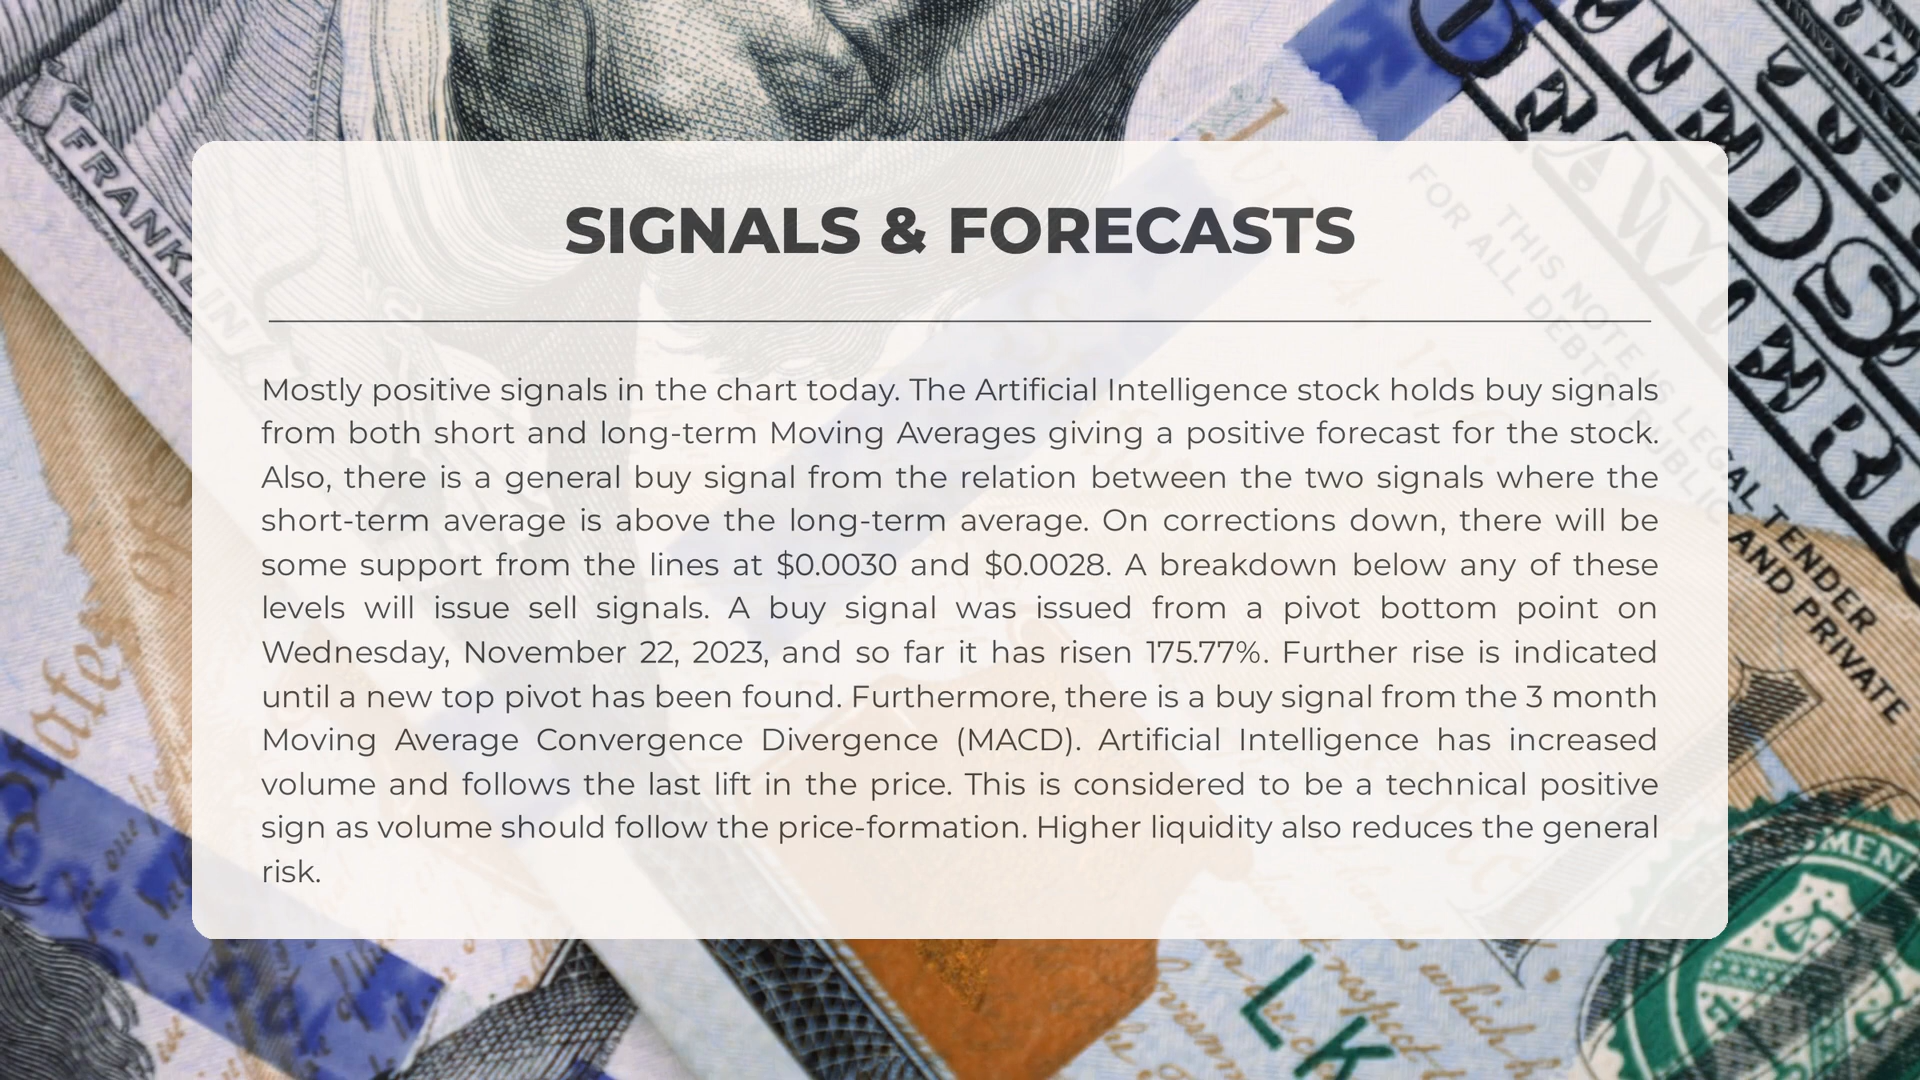 FRANKLIN
SIGNALS & FORECASTS
THIS NOTE IS LEGAL TENDER
FOR ALL DEBTS, PUBLIC AND PRIVATE
Mostly positive signals in the chart today. The Artificial Intelligence stock holds buy signals
from both short and long-term Moving Averages giving a positive forecast for the stock.
Also, there is a general buy signal from the relation between the two signals where the
short-term average is above the long-term average. On corrections down, there will be
some support from the lines at $0.0030 and $0.0028. A breakdown below any of these
levels will issue sell signals. A buy signal was issued from a pivot bottom point on
Wednesday, November 22, 2023, and so far it has risen 175.77%. Further rise is indicated
until a new top pivot has been found. Furthermore, there is a buy signal from the 3 month
Moving Average Convergence Divergence (MACD). Artificial Intelligence has increased
volume and follows the last lift in the price. This is considered to be a technical positive
sign as volume should follow the price-formation. Higher liquidity also reduces the general
risk.
L K